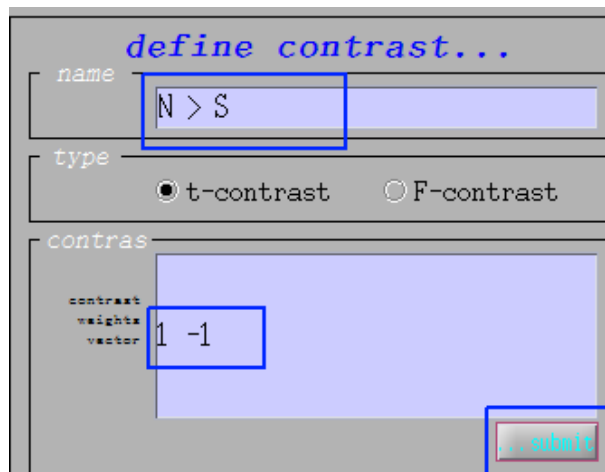 define contrast...
name
N > S
type
t-contrast F-contrast
contras
contrast
weights
vector
1 -1
...submit